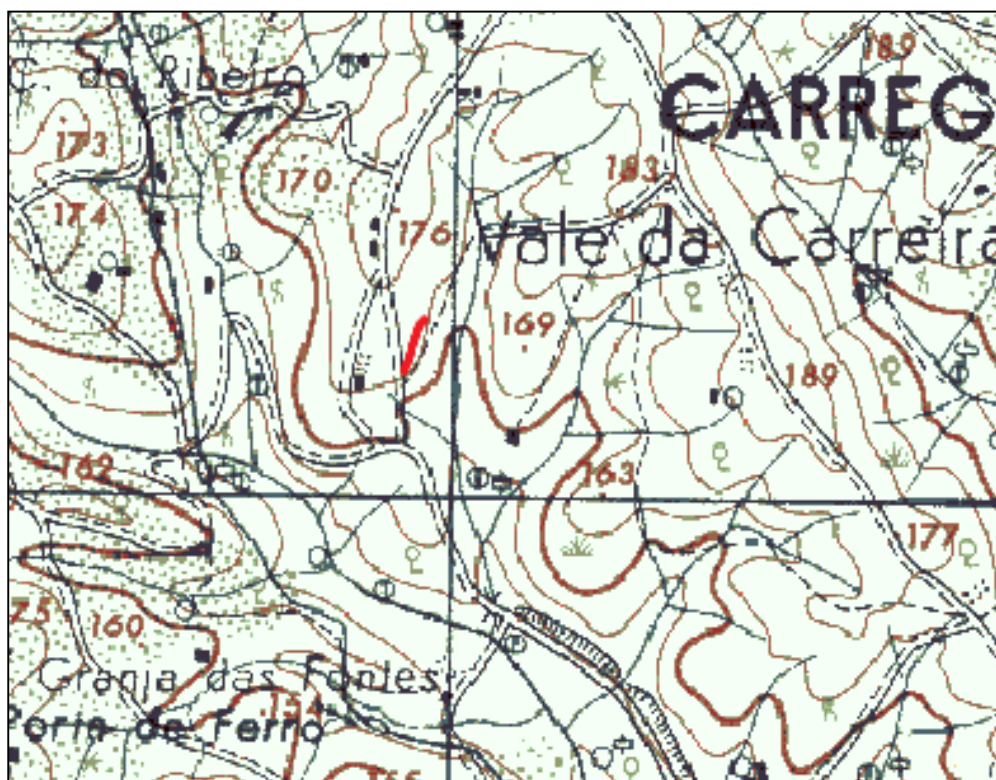 189
CARREG
C. do Ribeiro
173
170
183
174
176
Vale da Carreira
169
189
162
163
177
75
160
Granja das Fontes
154
de Ferro